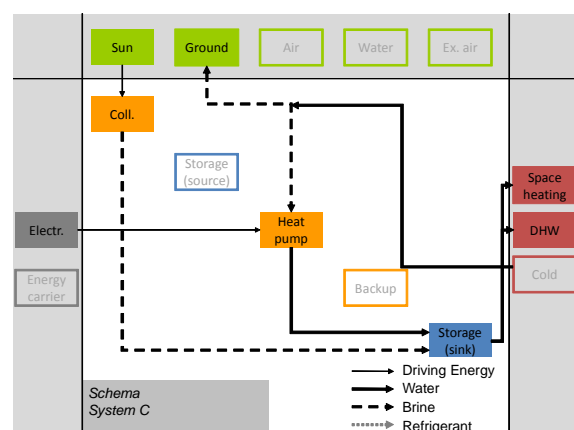 Sun
Ground
Air
Water
Ex. air
Coll.
Storage
(source)
Space
heating
Electr.
Heat
pump
DHW
Energy
carrier
Backup
Cold
Storage
(sink)
Driving Energy
Water
Brine
Refrigerant
Schema
System C